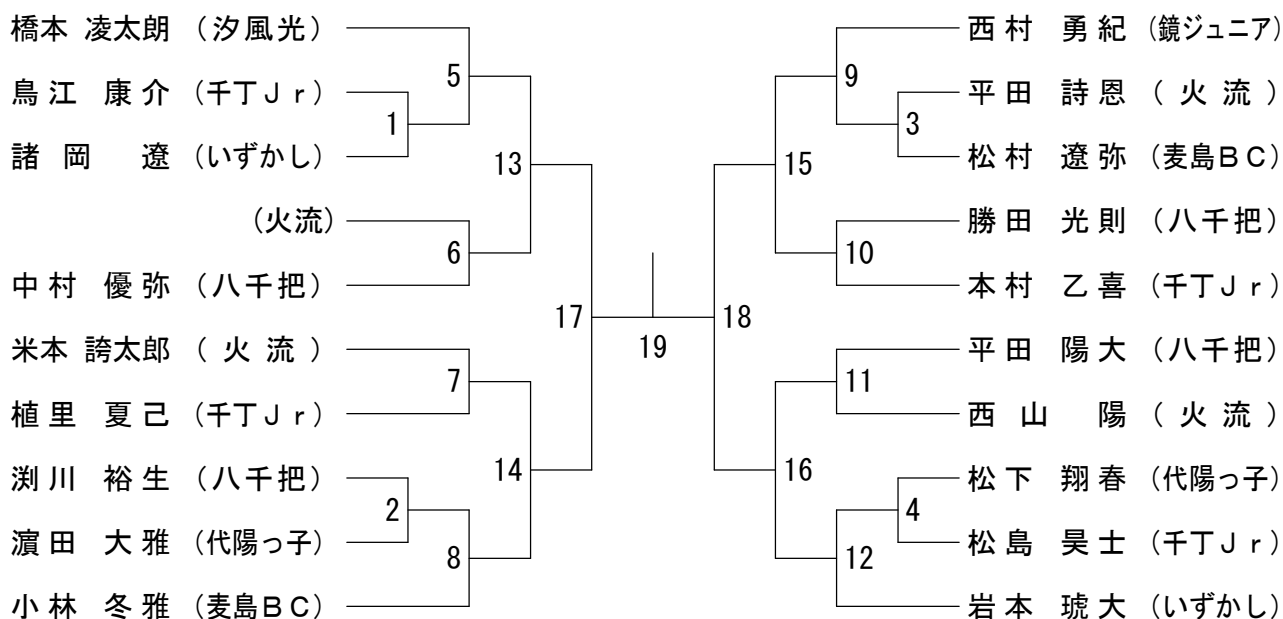 橋本 凌太朗 (汐風光)
鳥江 康介 (千丁Jr)
諸岡 遼 (いずかし)
(火流)
中村 優弥 (八千把)
米本 誇太郎 (火流)
植里 夏己 (千丁Jr)
渕川 裕生 (八千把)
濵田 大雅 (代陽っ子)
小林 冬雅 (麦島BC)
5
1
13
6
17
7
14
2
8
19
西村 勇紀 (鏡ジュニア)
平田 詩恩 (火流)
松村 遼弥 (麦島BC)
勝田 光則 (八千把)
本村 乙喜 (千丁Jr)
平田 陽大 (八千把)
西山 陽 (火流)
松下 翔春 (代陽っ子)
松島 昊士 (千丁Jr)
岩本 琥大 (いずかし)
9
3
15
10
18
11
16
4
12